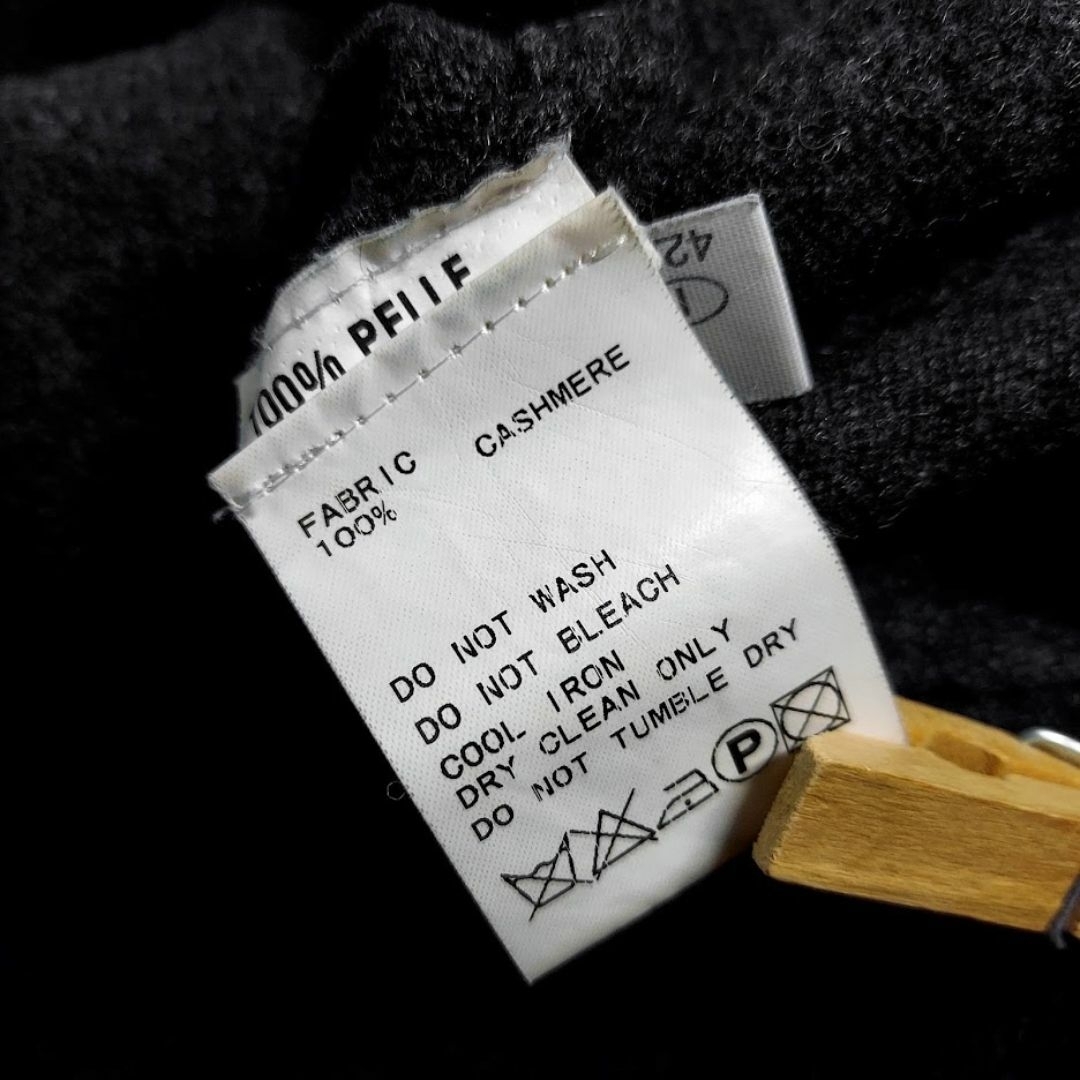 100% PFIIF
42
FABRIC CASHMERE
100%
DO NOT WASH
DO NOT BLEACH
COOL IRON
DRY CLEAN ONLY
DO NOT TUMBLE DRY
P